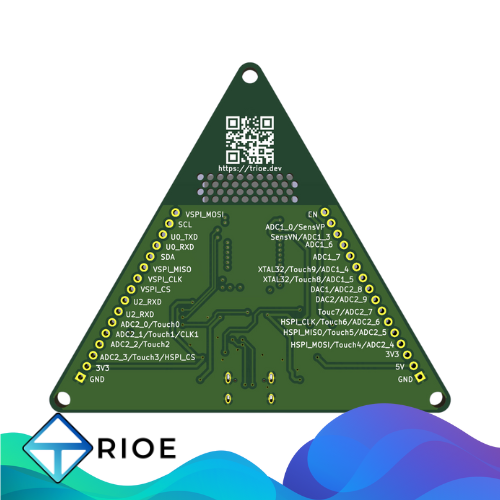 https://trioe.dev
VSPI_MOSI
SCL
U0_TXD
U0_RXD
SDA
VSPI_MISO
VSPI_CLK
VSPI_CS
U2_RXD
U2_RXD
ADC2_0/Touch0
ADC2_1/Touch1/CLK1
ADC2_2/Touch2
ADC2_3/Touch3/HSPI_CS
3V3
GND
EN
ADC1_0/SensVP
SensVN/ADC1_3
ADC1_6
ADC1_7
XTAL32/Touch9/ADC1_4
XTAL32/Touch8/ADC1_5
DAC1/ADC2_8
DAC2/ADC2_9
Touc7/ADC2_7
HSPI_CLK/Touch6/ADC2_6
HSPI_MISO/Touch5/ADC2_5
HSPI_MOSI/Touch4/ADC2_4
3V3
5V
GND
TRIOE